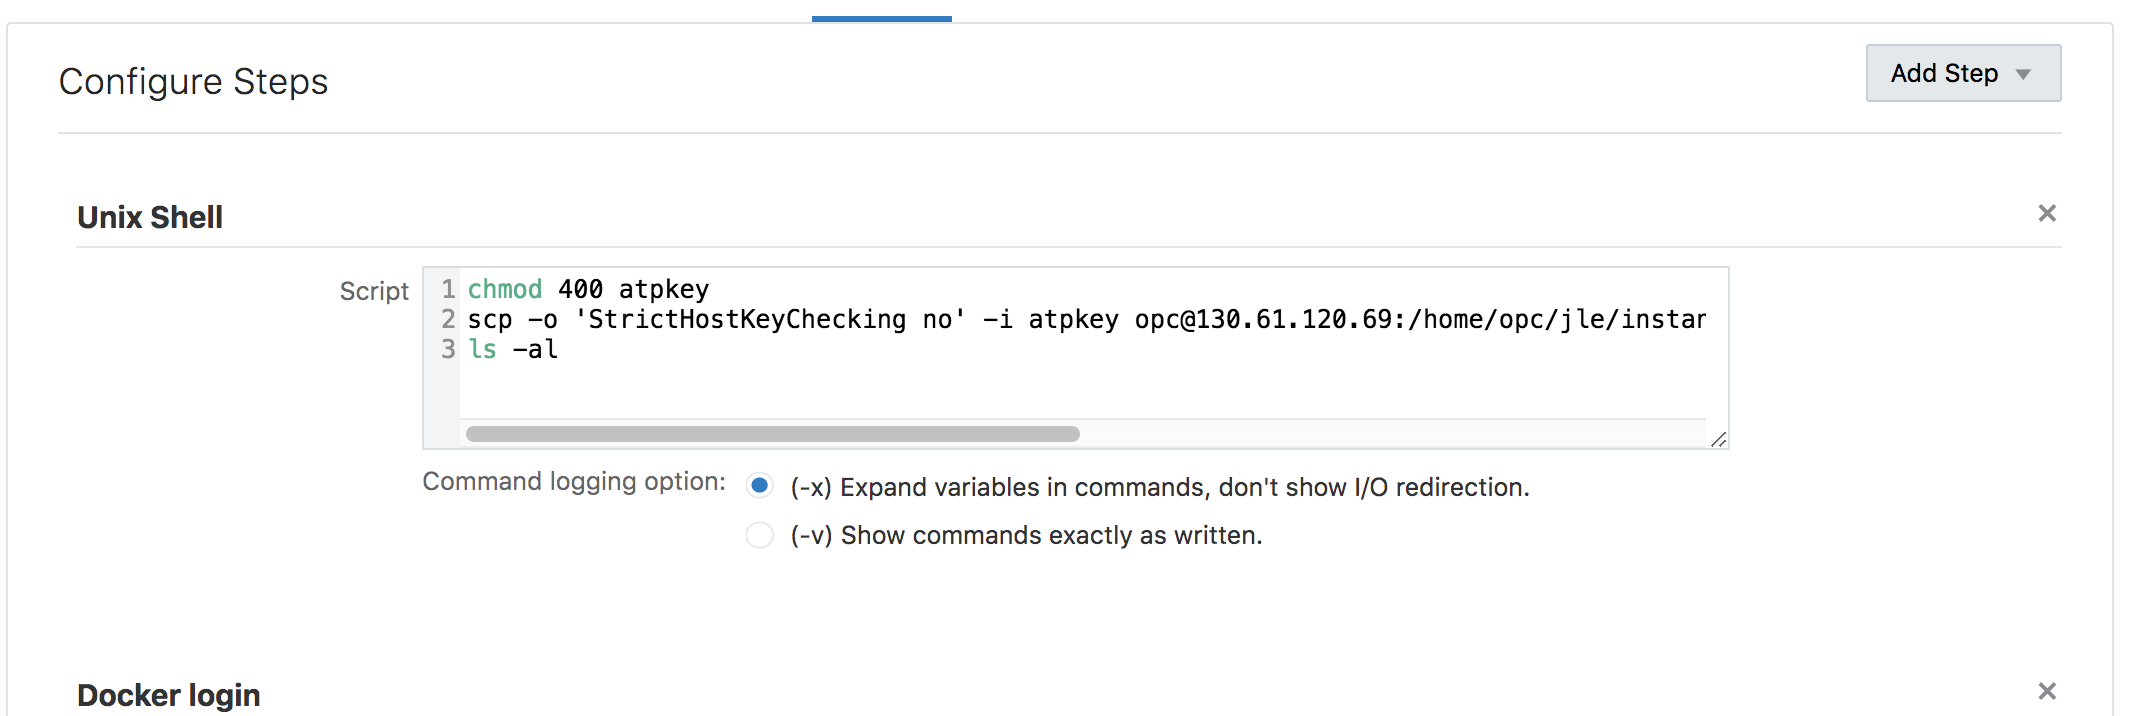 Configure Steps
Add Step
Unix Shell
Script
1 chmod 400 atpkey
2 scp -o 'StrictHostKeyChecking no' -i atpkey opc@130.61.120.69:/home/opc/jle/instan
3 ls -al
Command logging option:
(-x) Expand variables in commands, don't show I/O redirection.
(-v) Show commands exactly as written.
Docker login